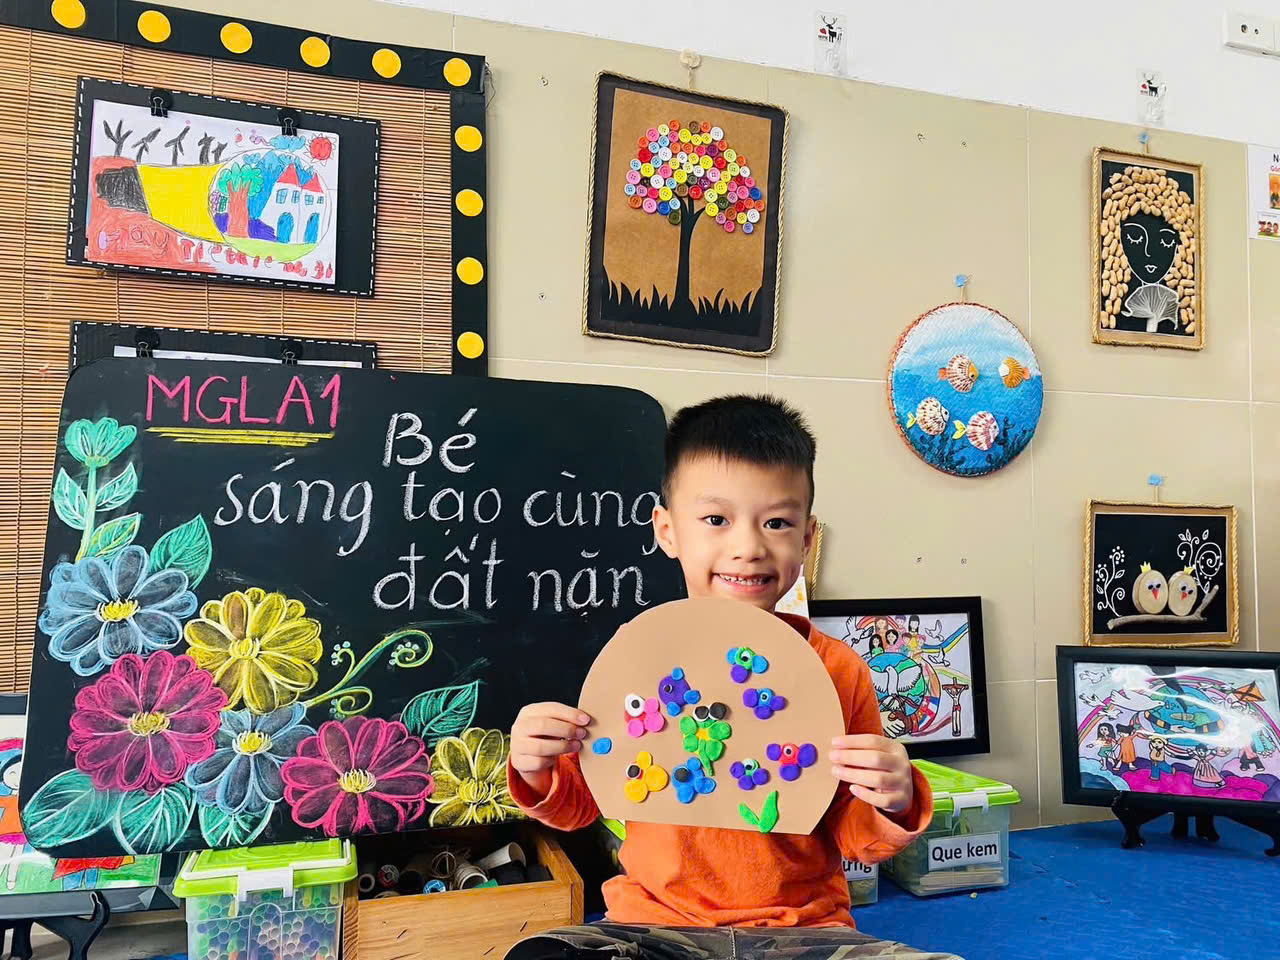 MGLA1
Bé
sáng tạo cùng
đất nặn
Que kem